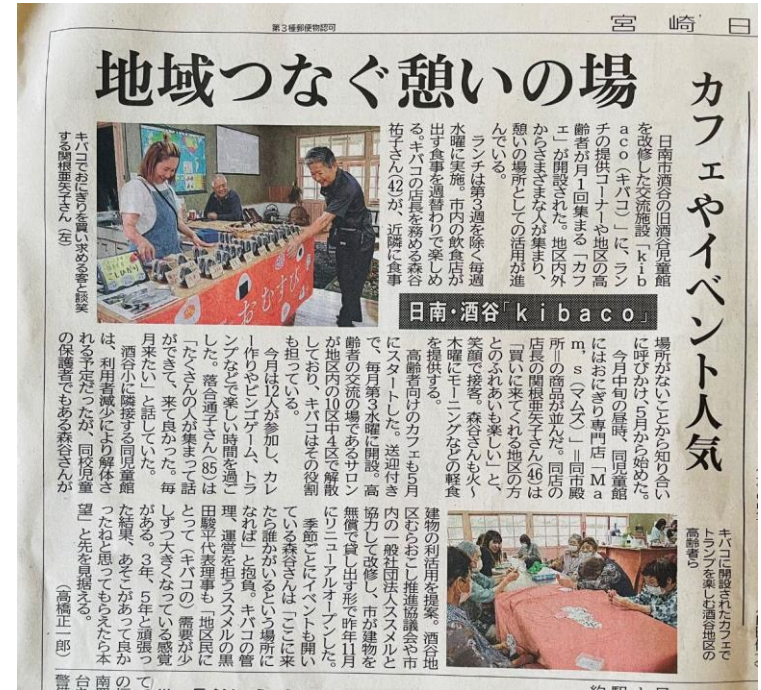 第3種郵便物認可
宮崎日
地域つなぐ憩いの場
カフェやイベント人気
日南・酒谷「kibaco」
日南市酒谷の旧酒谷児童館
を改修した交流施設「kib
aco（キバコ）」に、ラン
チの提供コーナーや地区の高
齢者が月1回集まる「カフ
ェ」が開設された。地区内外
からさまざまな人が集まり、
憩いの場所としての活用が進
んでいる。
ランチは第3週を除く毎週
水曜に実施。市内の飲食店が
出す食事を週替わりで楽しめ
る。キバコの店長を務める森谷
祐子さん(42)が、近隣に食事
場所がないことから知り合い
に呼びかけ、5月から始めた。
今月中旬の昼時、同児童館
にはおにぎり専門店「Ma
m,s（マムズ）」＝同市殿
所＝の商品が並んだ。同店の
店長の関根亜矢子さん(46)は
「買いに来てくれる地区の方
とのふれあいも楽しい」と、
笑顔で接客。森谷さんも火～
木曜にモーニングなどの軽食
を提供する。
高齢者向けのカフェも5月
にスタートした。送迎付き
で、毎月第3水曜に開設。高
齢者の交流の場であるサロン
が地区内の10区中4区で解散
しており、キバコはその役割
も担っている。
今月は12人が参加し、カレ
ー作りやビンゴゲーム、トラ
ンプなどで楽しい時間を過ご
した。落合通子さん(85)は
「たくさんの人が集まって話
ができて、来て良かった。毎
月来たい」と話していた。
酒谷小に隣接する同児童館
は、利用者減少により解体さ
れる予定だったが、同校児童
の保護者でもある森谷さんが
建物の利活用を提案。酒谷地
区むらおこし推進協議会や市
内の一般社団法人ススメルと
協力して改修し、市が建物を
無償で貸し出す形で昨年11月
にリニューアルオープンした。
季節ごとにイベントも開い
ている森谷さんは「ここに来
たら誰かがいるという場所に
なれば」と抱負。キバコの管
理、運営を担うススメルの黒
田駿平代表理事も「地区民に
とって（キバコの）需要が少
しずつ大きくなっている感覚
がある。3年、5年と頑張っ
た結果、あそこがあって良か
ったねと思ってもらえたら本
望」と先を見据える。
（高橋正一郎）
キバコでおにぎりを買い求める客と談笑
する関根亜矢子さん（左）
おむすび
こしひかり
キバコに開設されたカフェで
トランプを楽しむ酒谷地区の
高齢者ら